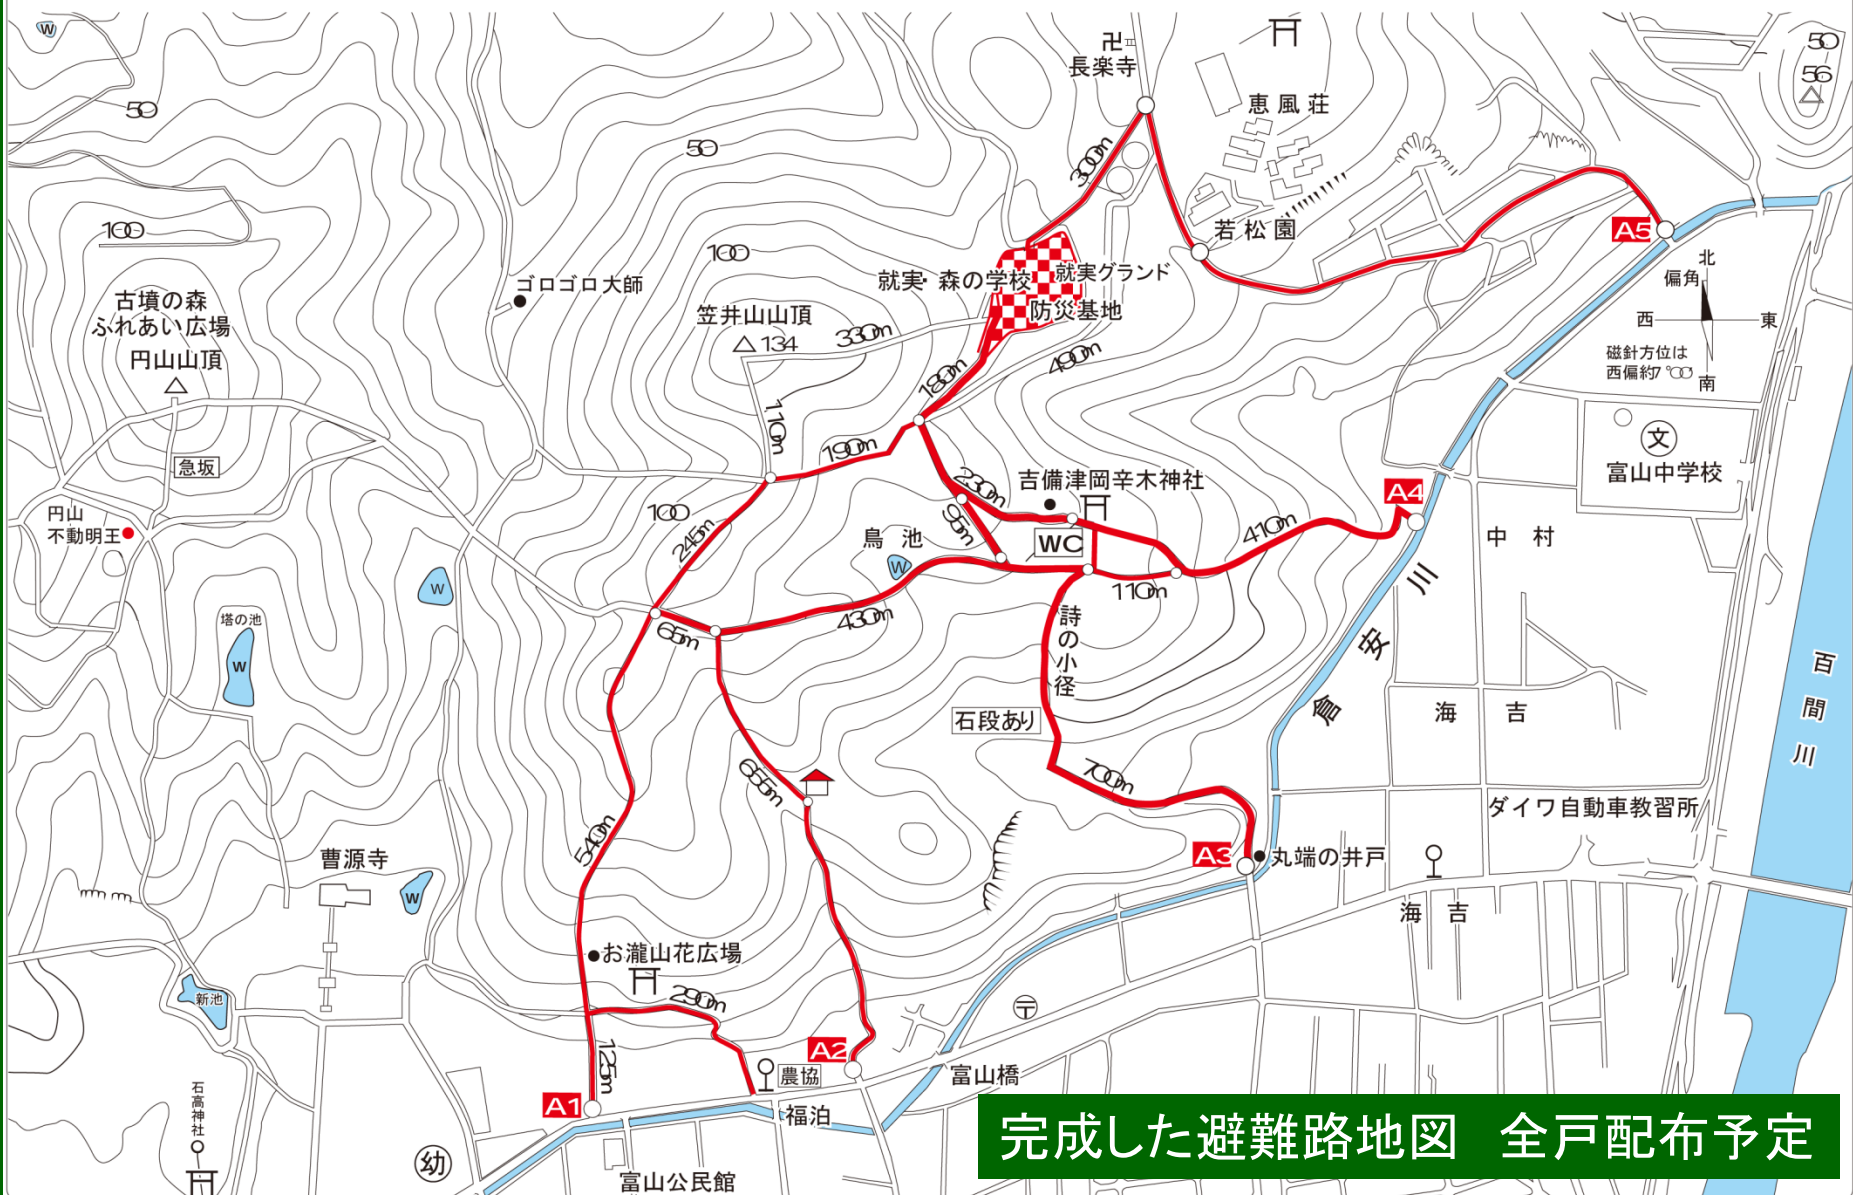 W
50
100
古墳の森
ふれあい広場
円山山頂
急坂
円山
不動明王
塔の池
W
W
曹源寺
W
新池
石高神社
幼
50
100
ゴロゴロ大師
笠井山山頂
134
330m
110m
190m
180m
100
245m
65m
430m
鳥池
W
540m
655m
お瀧山花広場
290m
125m
A1
A2
農協
福泊
富山公民館
富山橋
〒
卍
長楽寺
300m
恵風荘
若松園
就実・森の学校
就実グランド
防災基地
490m
230m
95m
吉備津岡辛木神社
WC
110m
410m
詩の小径
石段あり
700m
A3
丸端の井戸
A4
A5
50
56
北
偏角
西
東
磁針方位は
西偏約7°00
南
文
富山中学校
中村
倉安川
海吉
百間川
ダイワ自動車教習所
海吉
完成した避難路地図 全戸配布予定